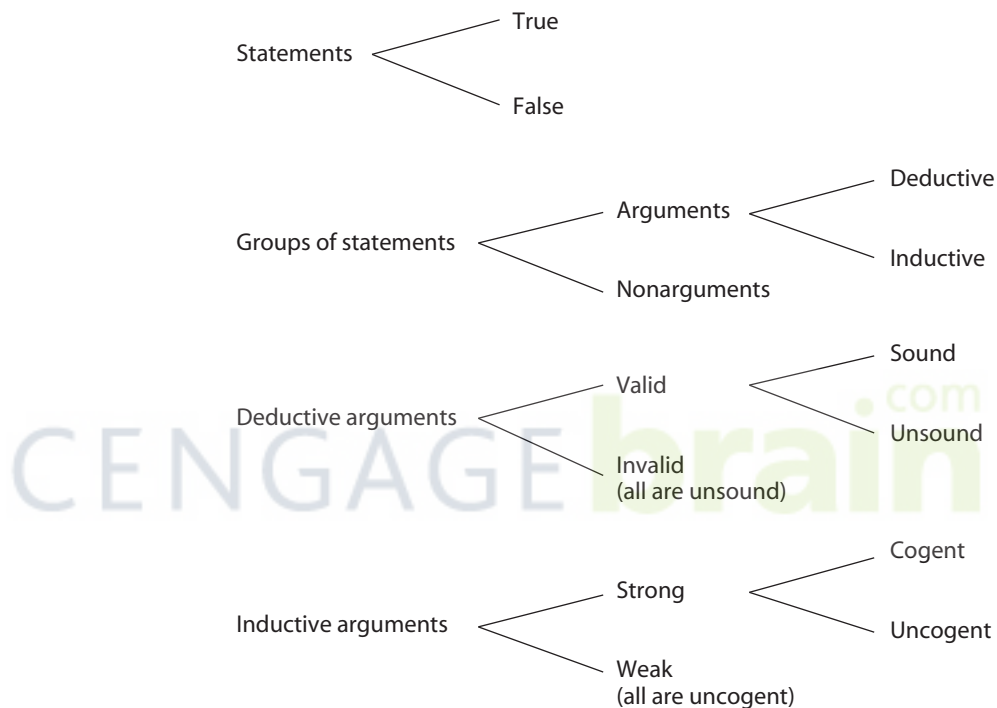 True
Statements
False
Deductive
Arguments
Groups of statements
Inductive
Nonarguments
Sound
Valid
Deductive arguments
Unsound
Invalid
(all are unsound)
CENGAGEbrain
com
Cogent
Strong
Inductive arguments
Uncogent
Weak
(all are uncogent)